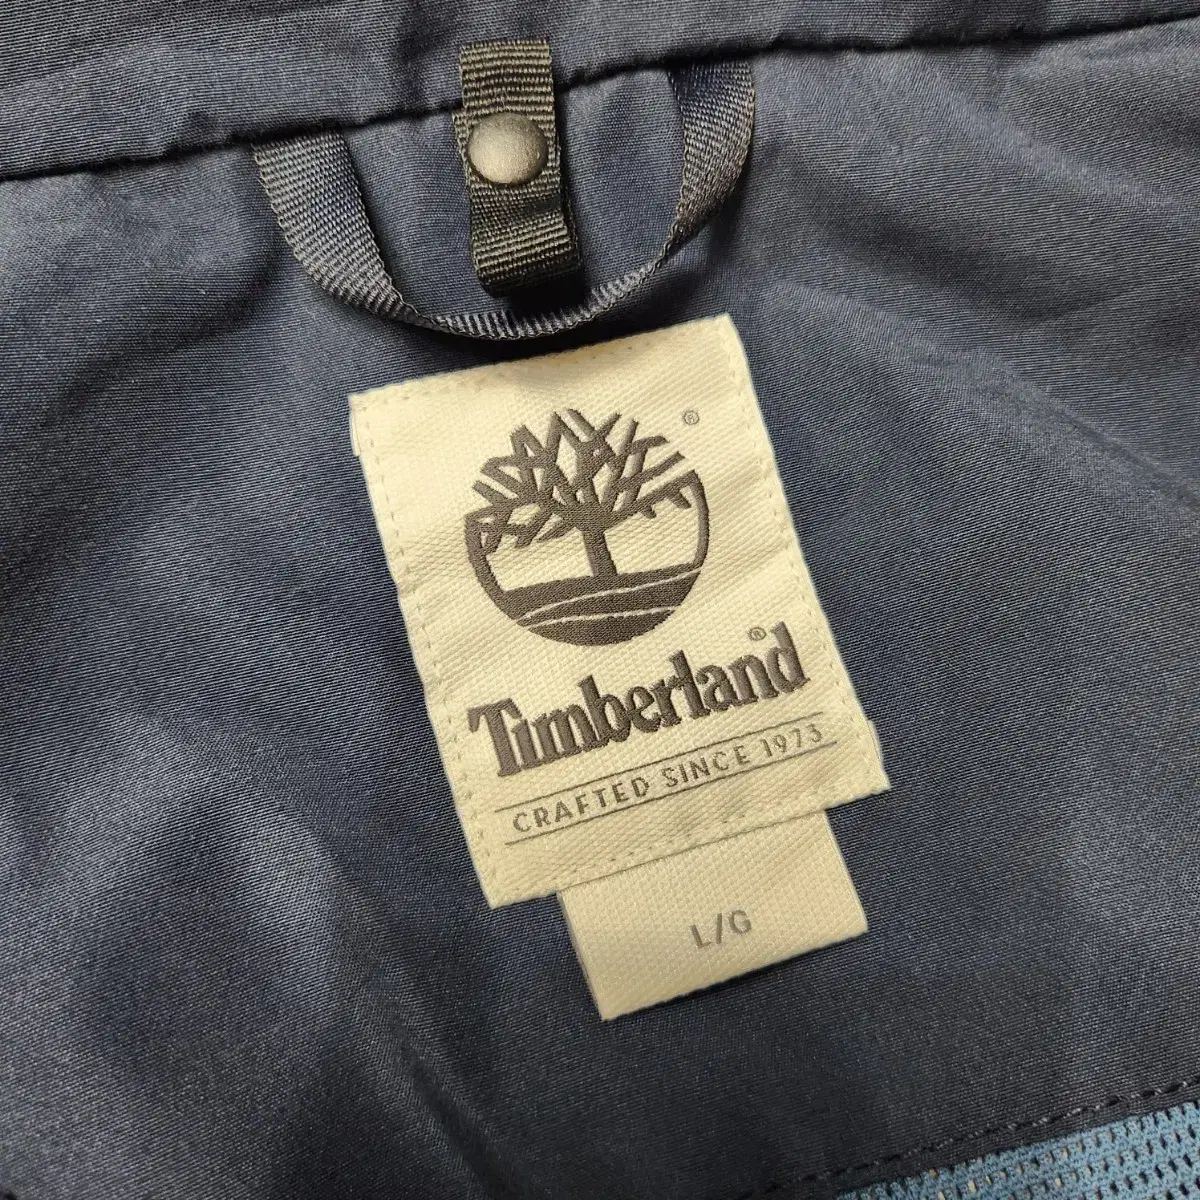 ®
Timberland®
CRAFTED SINCE 1973
L/G